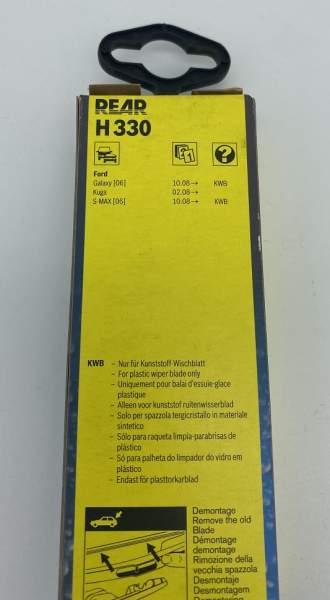 REAR
H 330
21
?
Ford
Galaxy [06] 10.08→ KWB
Kuga 02.08→
S-MAX [06] 10.08→ KWB
KWB – Nur für Kunststoff-Wischblatt
– For plastic wiper blade only
– Uniquement pour balai d'essuie-glace
plastique
– Alleen voor kunststof ruitenwisserblad
– Solo per spazzola tergicristallo in materiale
sintetico
– Sólo para raqueta limpia-parabrisas de
plástico
– Só para palheta do limpador do vidro em
plástico
– Endast för plasttorkarblad
Demontage
Remove the old
Blade
Démontage
demontage
Rimozione della
vecchia spazzola
Desmontaje
Desmontagem